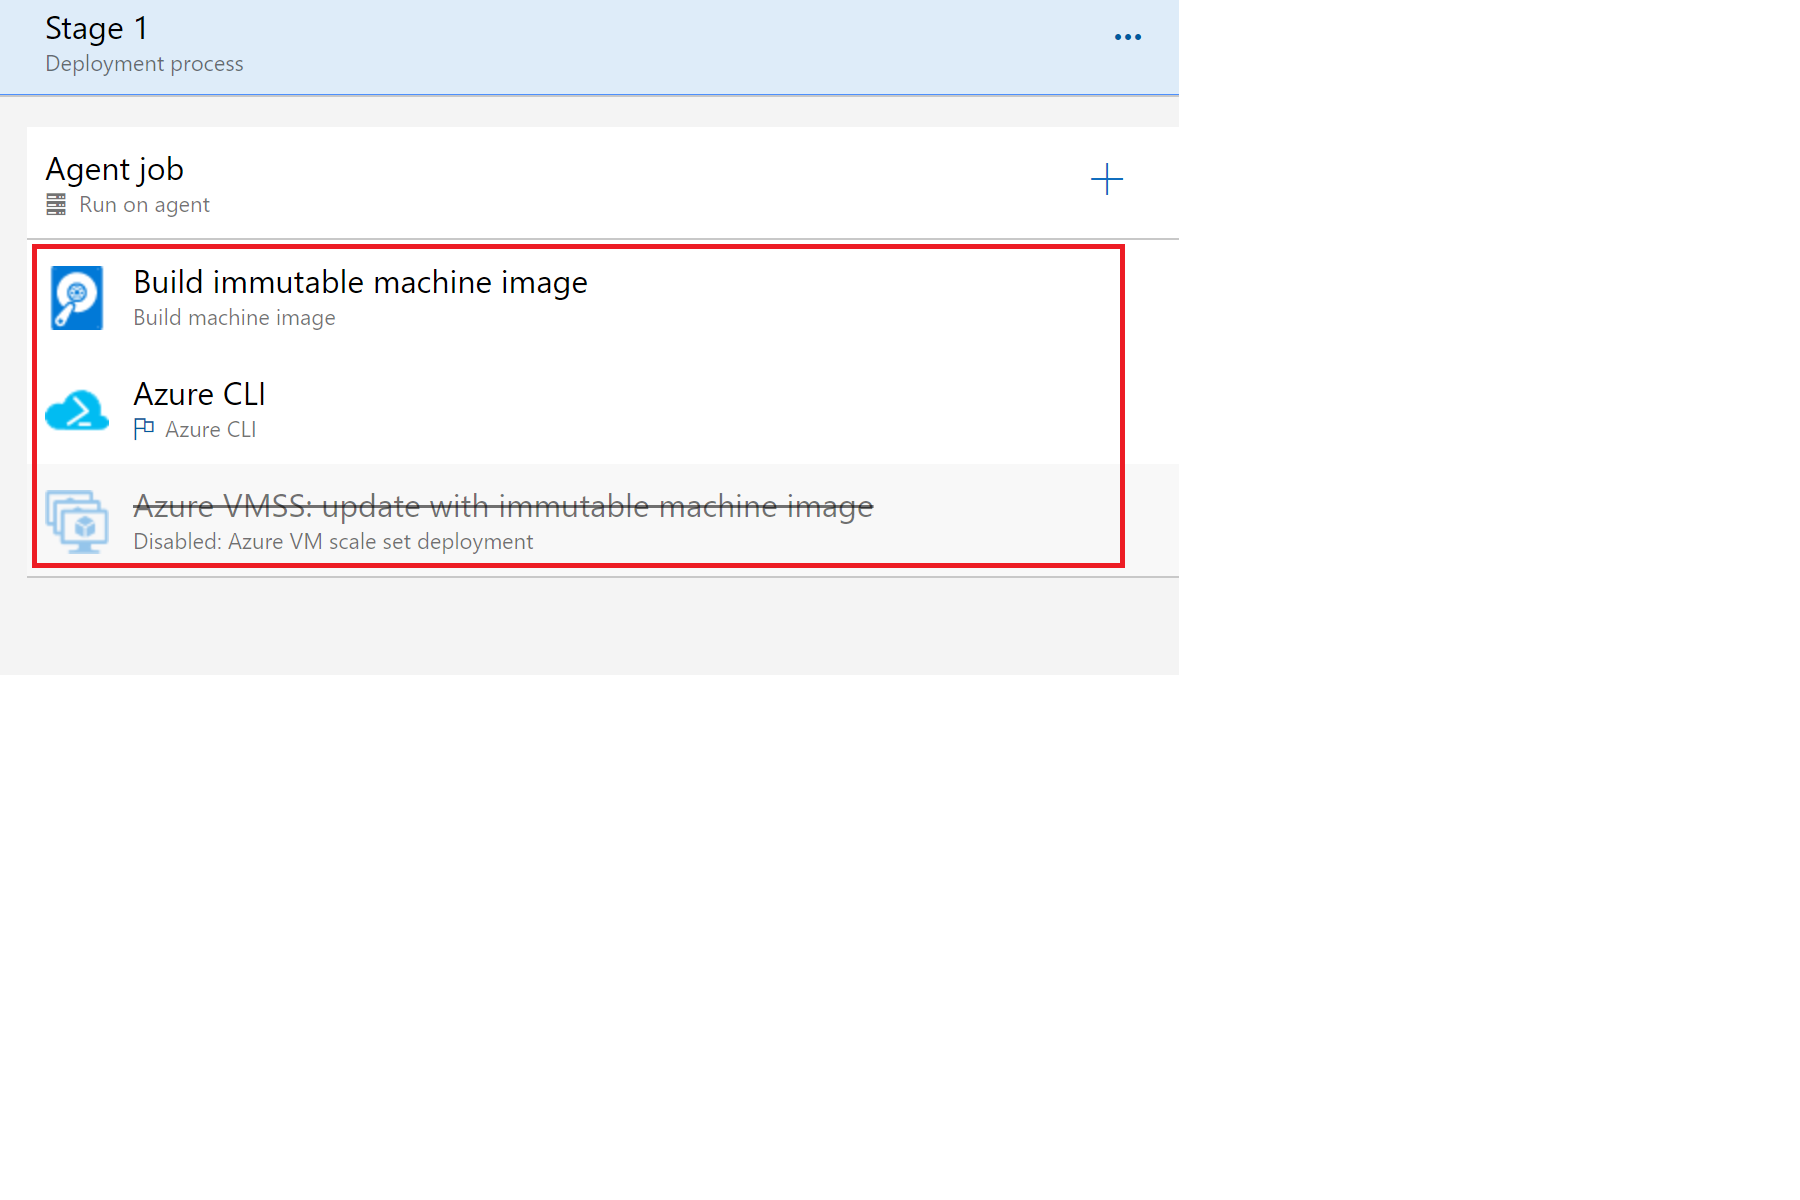 Stage 1
Deployment process
Agent job
Run on agent
Build immutable machine image
Build machine image
Azure CLI
Azure CLI
Azure VMSS: update with immutable machine image
Disabled: Azure VM scale set deployment